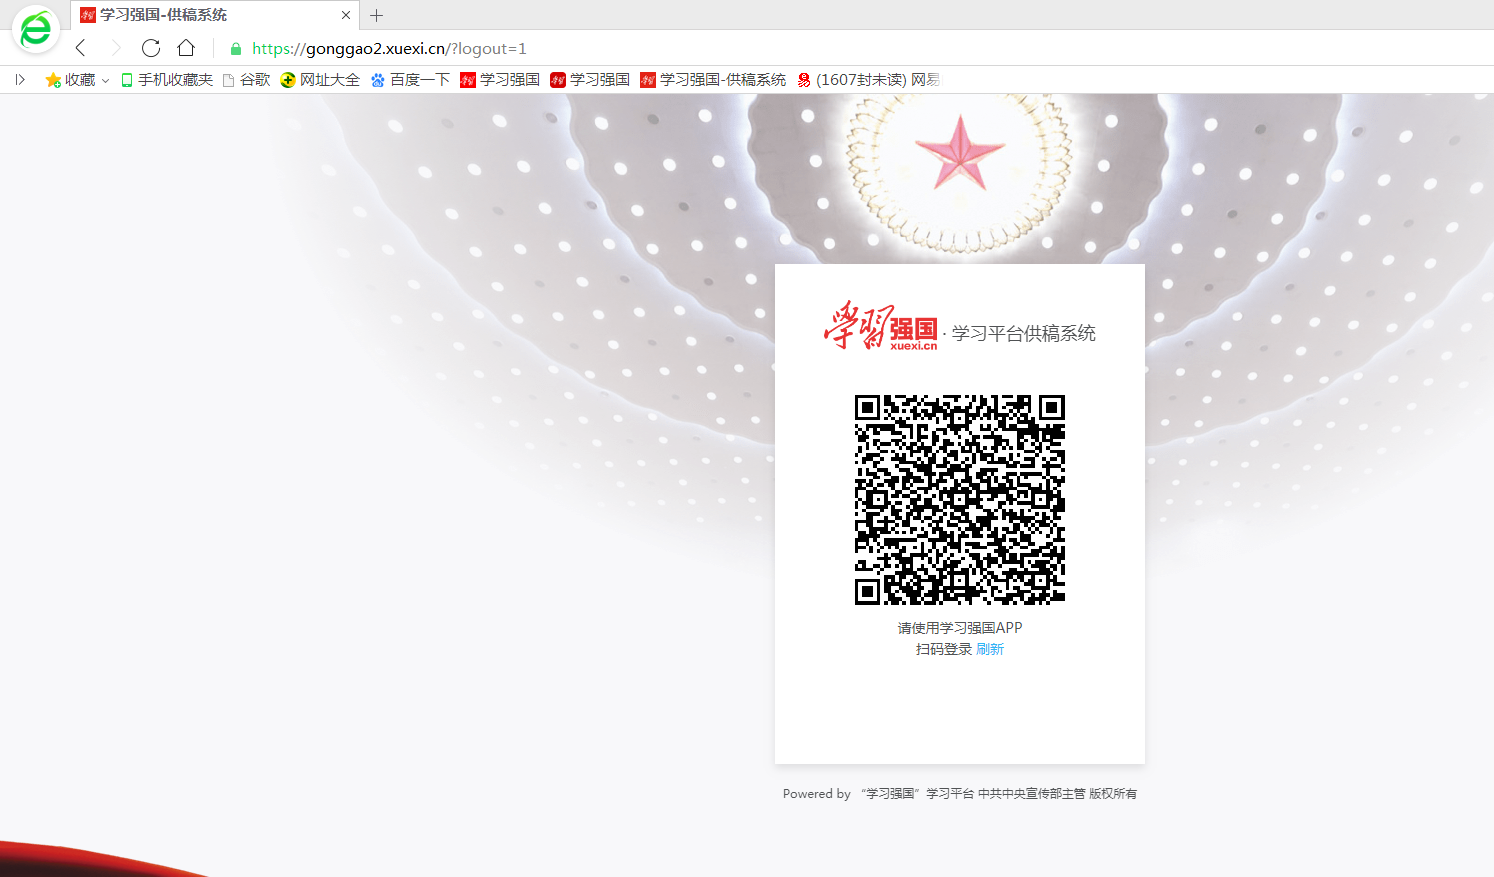 学习强国-供稿系统
https://gonggao2.xuexi.cn/?logout=1
收藏 手机收藏夹 谷歌 网址大全 百度一下 学习强国 学习强国 学习强国-供稿系统 (1607封未读) 网易
學習强国 · 学习平台供稿系统
xuexi.cn
请使用学习强国APP
扫码登录 刷新
Powered by “学习强国”学习平台 中共中央宣传部主管 版权所有